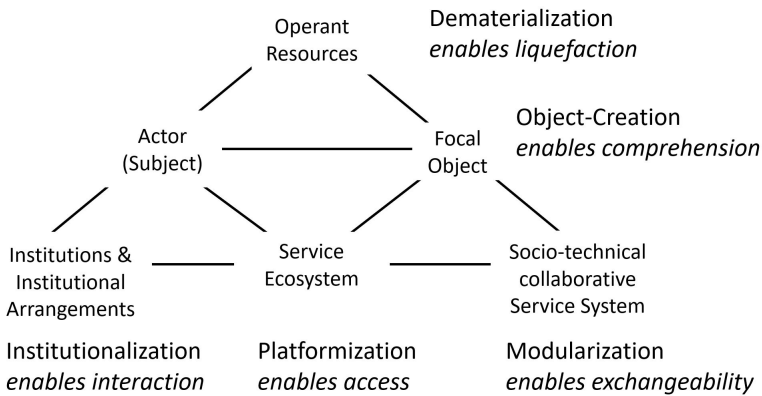 Operant
Resources
Dematerialization
enables liquefaction
Actor
(Subject)
Focal
Object
Object-Creation
enables comprehension
Institutions &
Institutional
Arrangements
Service
Ecosystem
Socio-technical
collaborative
Service System
Institutionalization
enables interaction
Platformization
enables access
Modularization
enables exchangeability